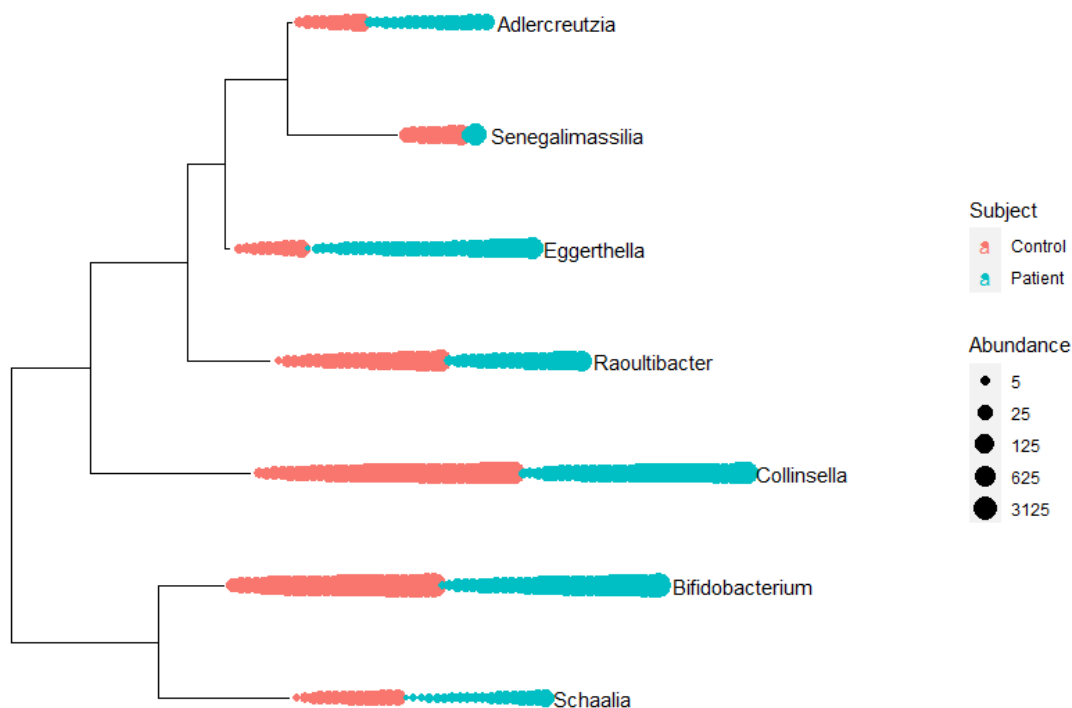 Adlercreutzia
Senegalimassilia
Eggerthella
Raoultibacter
Collinsella
Bifidobacterium
Schaalia
Subject
a Control
a Patient
Abundance
5
25
125
625
3125